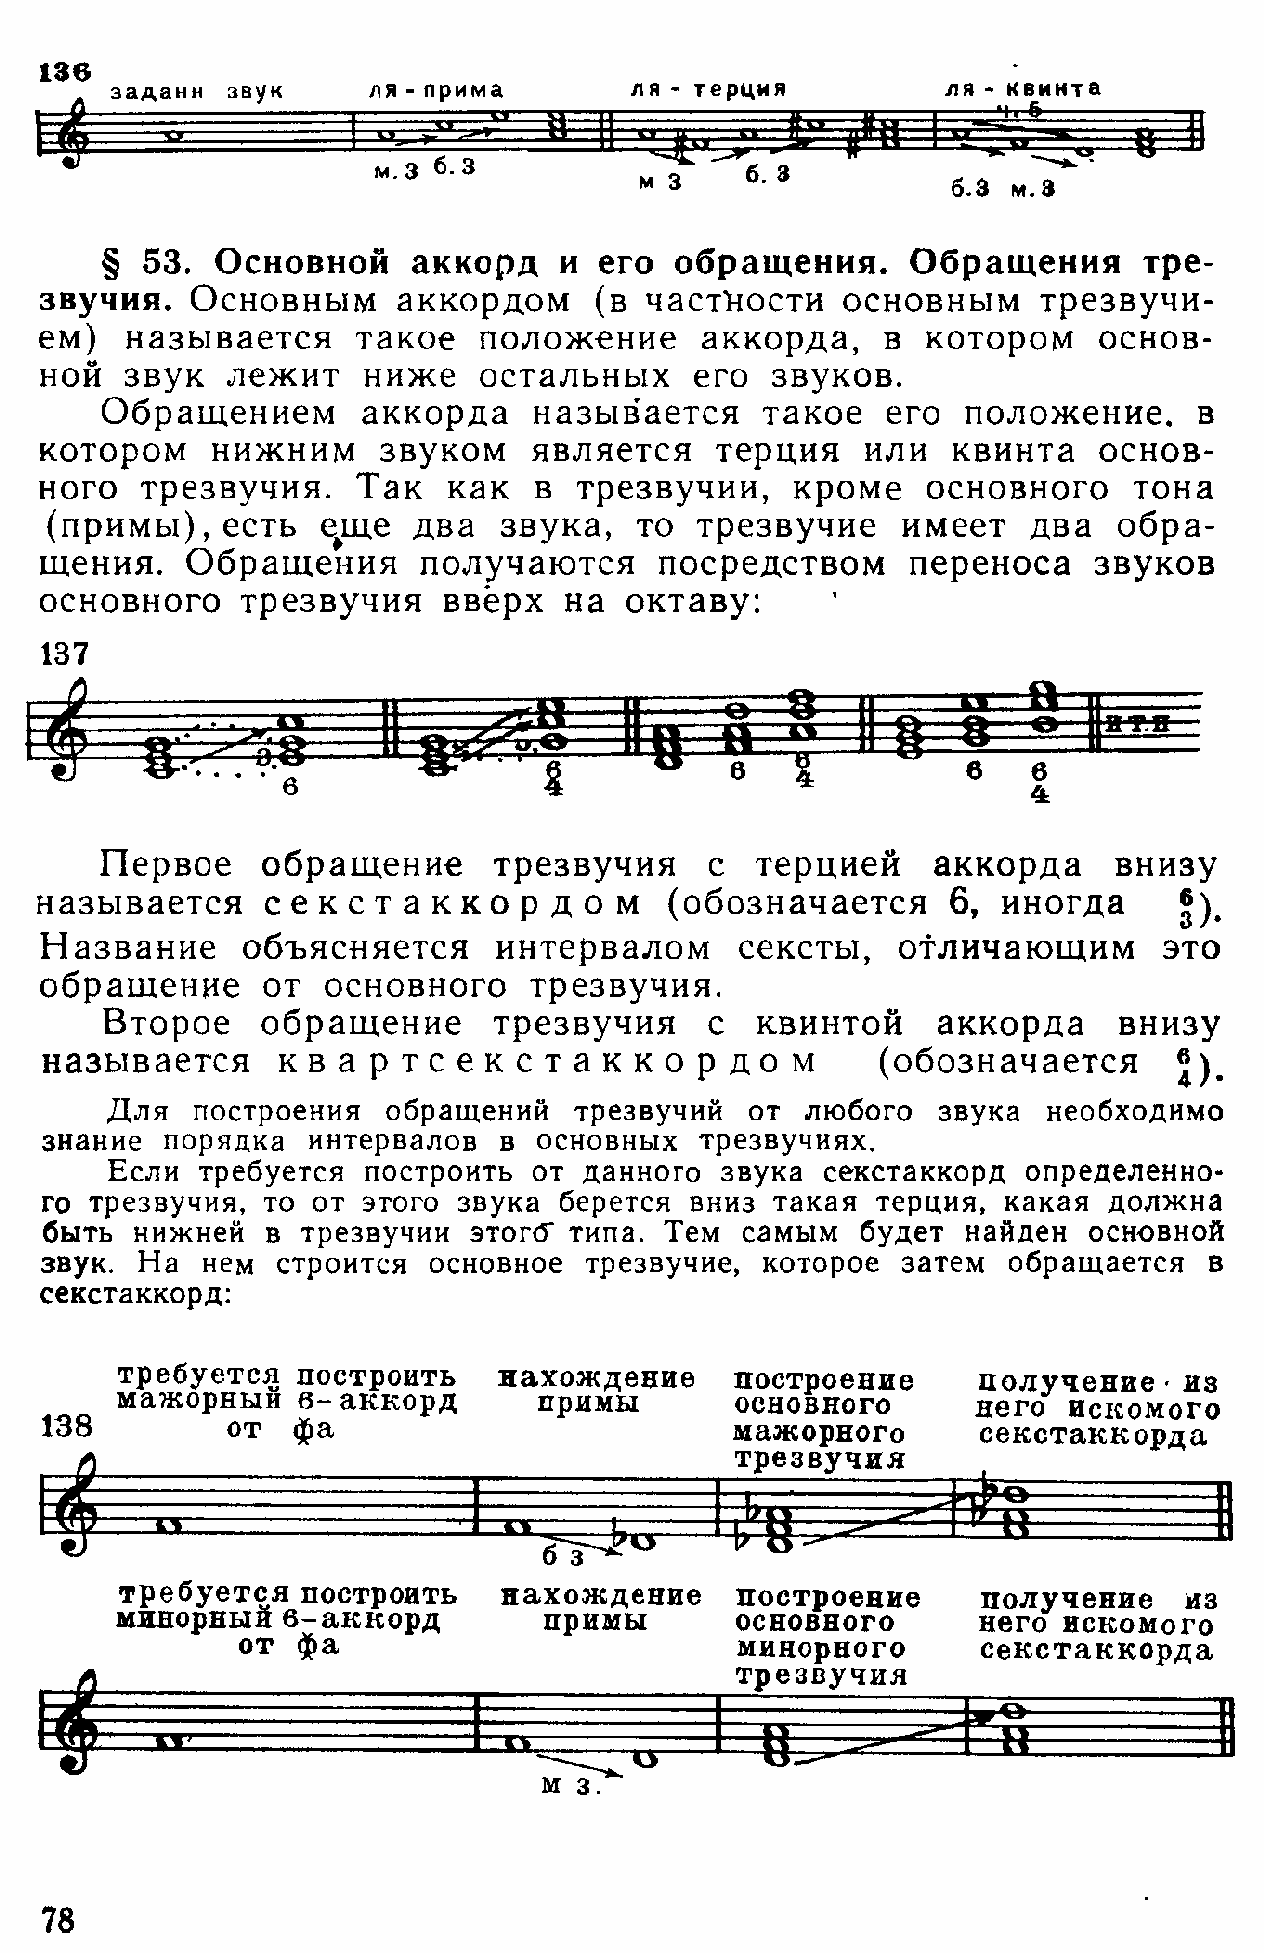 136
заданн звук ля - прима ля - терция ля - квинта
ч. 5
м. 3 б. 3 м 3 б. 3 б. 3 м. 3
§ 53. Основной аккорд и его обращения. Обращения тре-
звучия. Основным аккордом (в частности основным трезвучи-
ем) называется такое положение аккорда, в котором основ-
ной звук лежит ниже остальных его звуков.
Обращением аккорда называется такое его положение. в
котором нижним звуком является терция или квинта основ-
ного трезвучия. Так как в трезвучии, кроме основного тона
(примы), есть еще два звука, то трезвучие имеет два обра-
щения. Обращения получаются посредством переноса звуков
основного трезвучия вверх на октаву:
137
3 и т. п
6 6 4 6 6 4 6 6 4
Первое обращение трезвучия с терцией аккорда внизу
называется секстаккордом (обозначается 6, иногда 6 3).
Название объясняется интервалом сексты, отличающим это
обращение от основного трезвучия.
Второе обращение трезвучия с квинтой аккорда внизу
называется квартсекстаккордом (обозначается 6 4).
Для построения обращений трезвучий от любого звука необходимо
знание порядка интервалов в основных трезвучиях.
Если требуется построить от данного звука секстаккорд определенно-
го трезвучия, то от этого звука берется вниз такая терция, какая должна
быть нижней в трезвучии этого типа. Тем самым будет найден основной
звук. На нем строится основное трезвучие, которое затем обращается в
секстаккорд:
требуется построить нахождение построение получение из
мажорный 6-аккорд примы основного него искомого
138 от фа мажорного секстаккорда
трезвучия
б 3
требуется построить нахождение построение получение из
минорный 6-аккорд примы основного него искомого
от фа минорного секстаккорда
трезвучия
м 3.
78